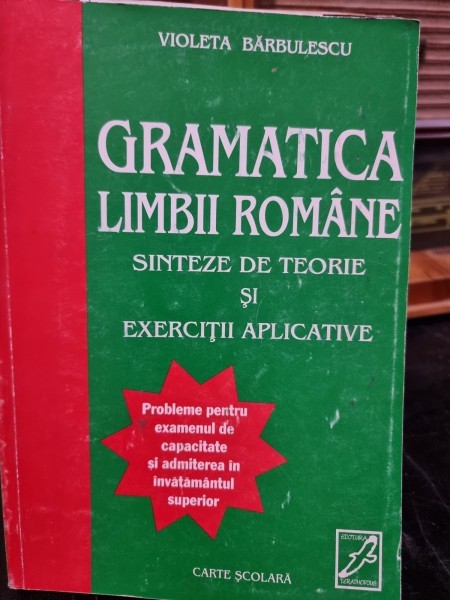 VIOLETA BĂRBULESCU
GRAMATICA
LIMBII ROMÂNE
SINTEZE DE TEORIE
ŞI
EXERCIŢII APLICATIVE
Probleme pentru
examenul de
capacitate
şi admiterea în
învăţământul
superior
EDITURA
CARTE ŞCOLARĂ